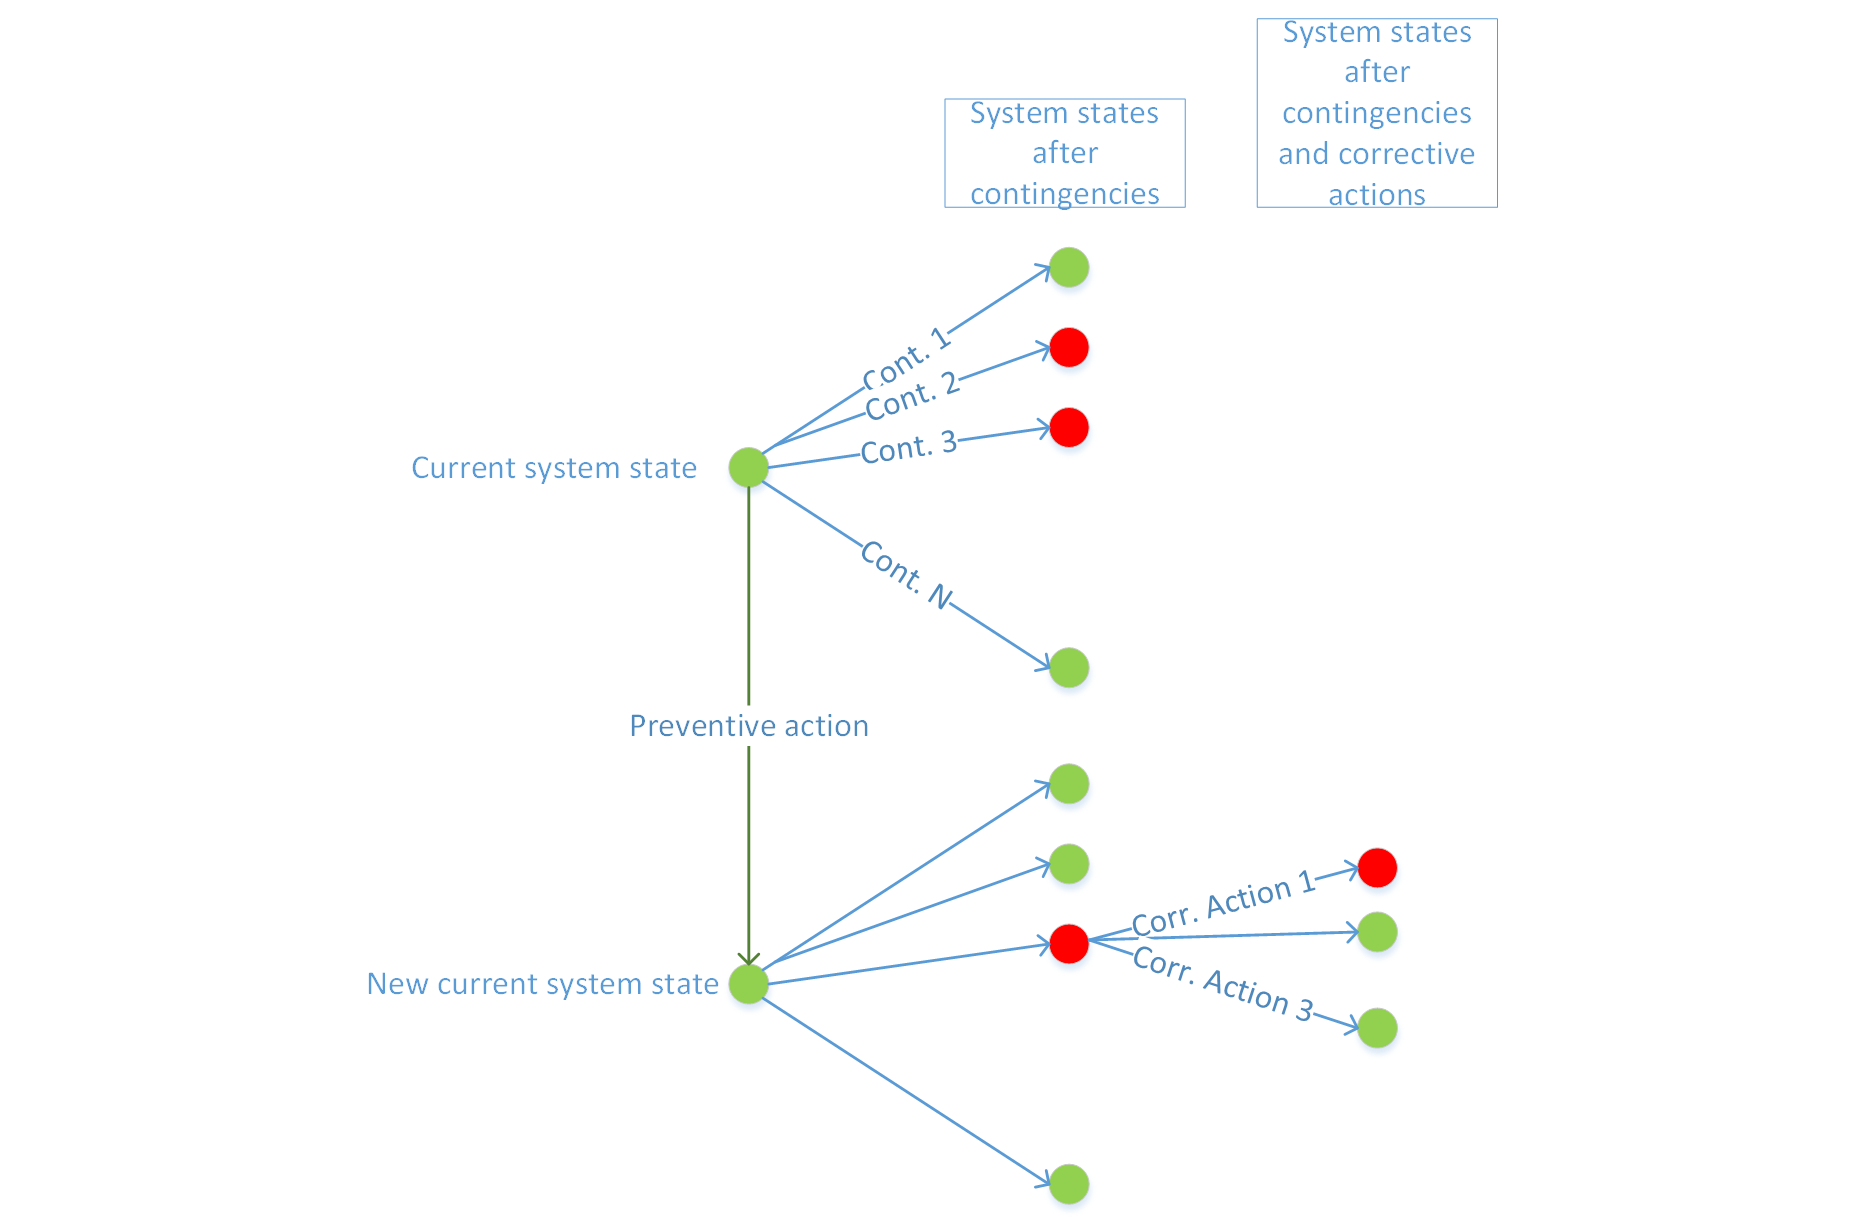 System states
after
contingencies
and corrective
actions
System states
after
contingencies
Cont. 1
Cont. 2
Cont. 3
Current system state
Cont. N
Preventive action
Corr. Action 1
Corr. Action 3
New current system state